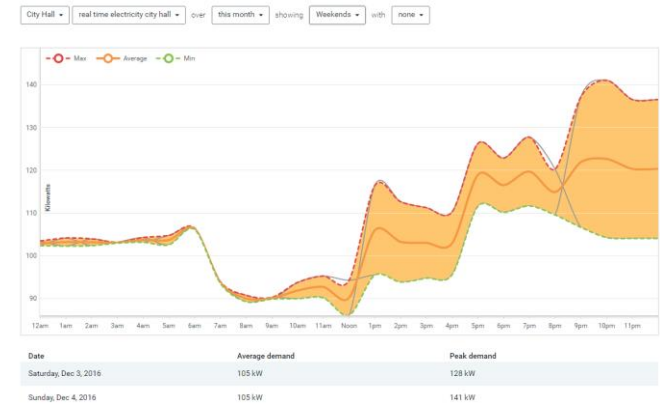 City Hall real time electricity city hall over this month showing Weekends with none
Max Average Min
140
130
120
110
100
90
Kilowatts
12am 1am 2am 3am 4am 5am 6am 7am 8am 9am 10am 11am Noon 1pm 2pm 3pm 4pm 5pm 6pm 7pm 8pm 9pm 10pm 11pm
Date Average demand Peak demand
Saturday, Dec 3, 2016 105 kW 128 kW
Sunday, Dec 4, 2016 105 kW 141 kW